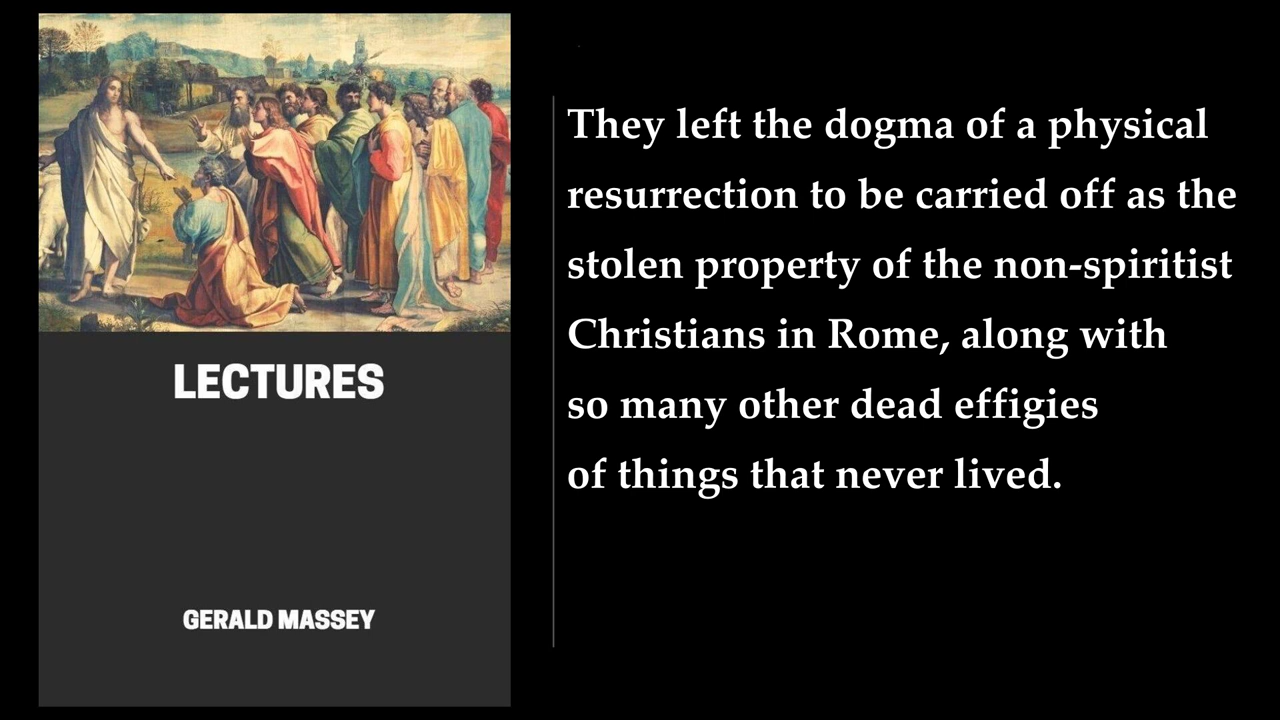 LECTURES
GERALD MASSEY
They left the dogma of a physical
resurrection to be carried off as the
stolen property of the non-spiritist
Christians in Rome, along with
so many other dead effigies
of things that never lived.